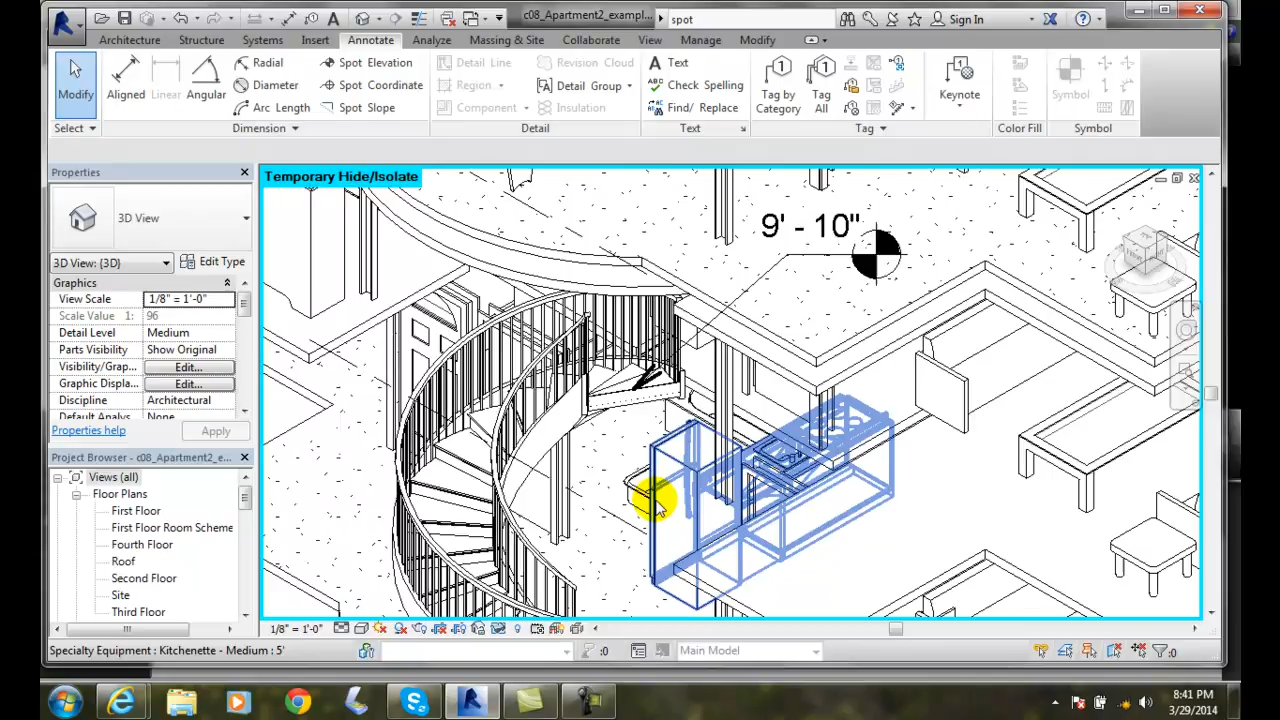 c08_Apartment2_exampl...
spot
Sign In
Architecture
Structure
Systems
Insert
Annotate
Analyze
Massing & Site
Collaborate
View
Manage
Modify
Modify
Aligned
Linear
Angular
Radial
Diameter
Arc Length
Spot Elevation
Spot Coordinate
Spot Slope
Detail Line
Region
Component
Revision Cloud
Detail Group
Insulation
Text
Check Spelling
Find/ Replace
Tag by
Category
Tag
All
Keynote
Symbol
Select
Dimension
Detail
Text
Tag
Color Fill
Symbol
Properties
3D View
3D View: {3D}
Edit Type
Graphics
View Scale
1/8" = 1'-0"
Scale Value 1:
96
Detail Level
Medium
Parts Visibility
Show Original
Visibility/Grap...
Edit...
Graphic Displa...
Edit...
Discipline
Architectural
Default Analys...
None
Properties help
Apply
Project Browser - c08_Apartment2_e...
Views (all)
Floor Plans
First Floor
First Floor Room Scheme
Fourth Floor
Roof
Second Floor
Site
Third Floor
Temporary Hide/Isolate
9' - 10"
1/8" = 1'-0"
Specialty Equipment : Kitchenette - Medium : 5'
:0
Main Model
:0
8:41 PM
3/29/2014